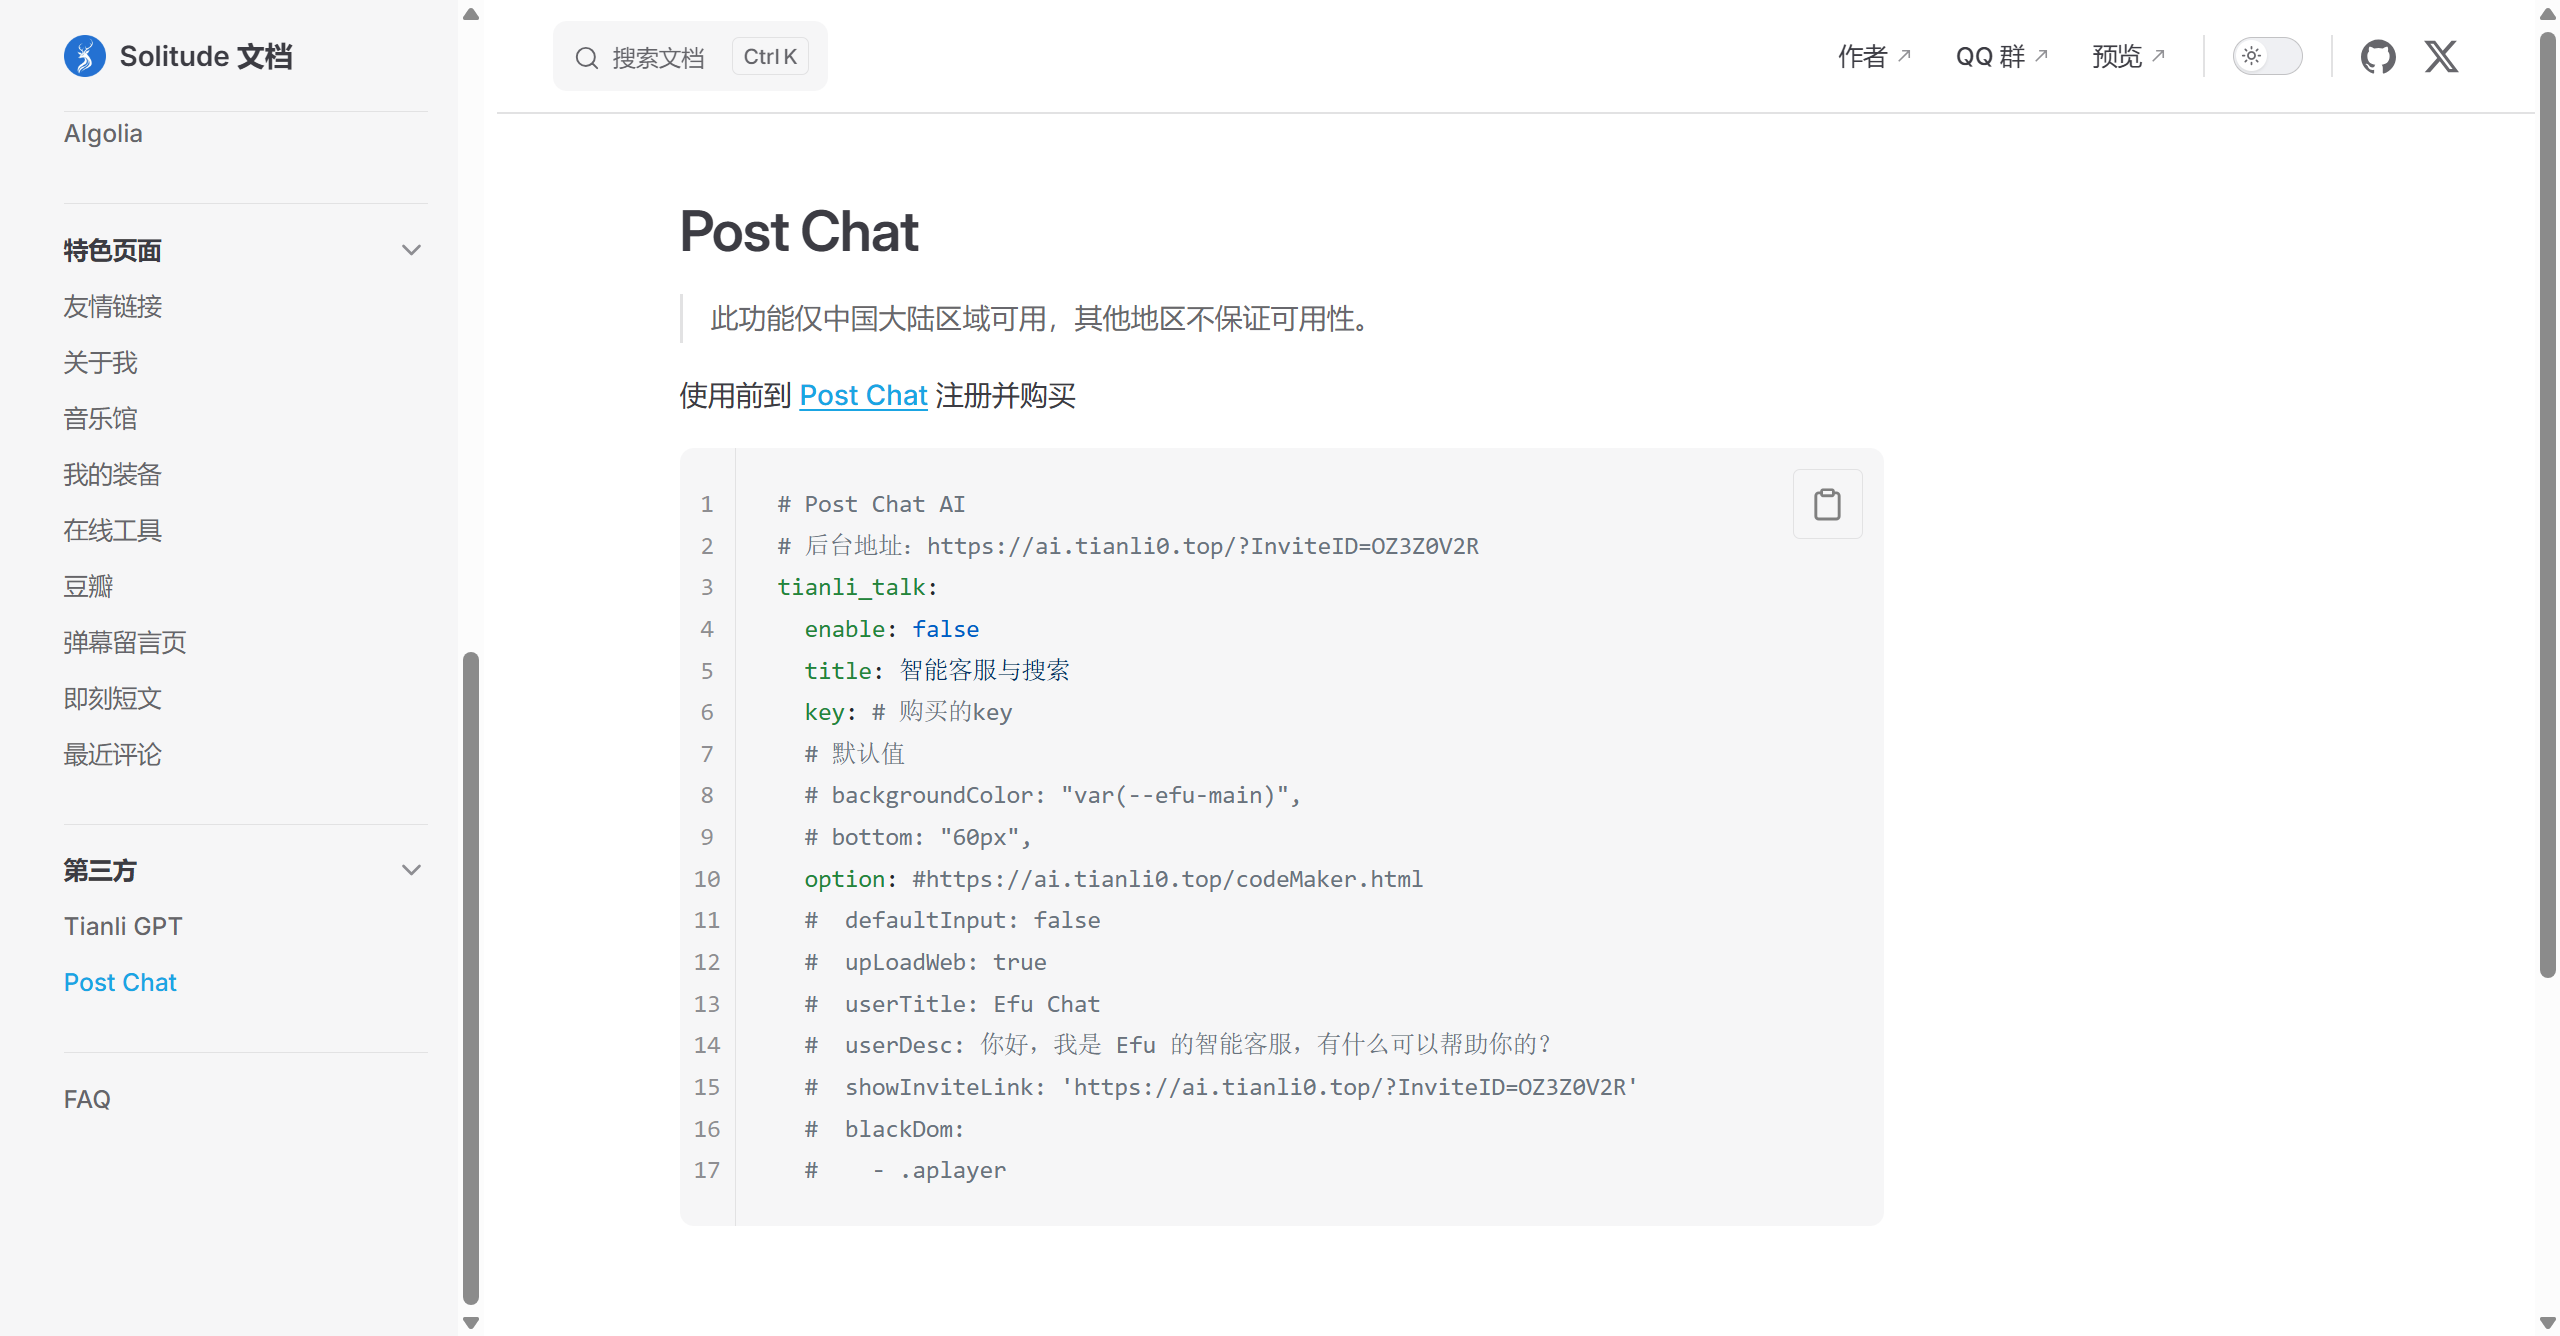 Solitude 文档
Algolia
特色页面
友情链接
关于我
音乐馆
我的装备
在线工具
豆瓣
弹幕留言页
即刻短文
最近评论
第三方
Tianli GPT
Post Chat
FAQ
搜索文档 Ctrl K
作者 QQ 群 预览
Post Chat
此功能仅中国大陆区域可用，其他地区不保证可用性。
使用前到 Post Chat 注册并购买
1 # Post Chat AI
2 # 后台地址：https://ai.tianli0.top/?InviteID=OZ3Z0V2R
3 tianli_talk:
4   enable: false
5   title: 智能客服与搜索
6   key: # 购买的key
7   # 默认值
8   # backgroundColor: "var(--efu-main)",
9   # bottom: "60px",
10   option: #https://ai.tianli0.top/codeMaker.html
11   #  defaultInput: false
12   #  upLoadWeb: true
13   #  userTitle: Efu Chat
14   #  userDesc: 你好，我是 Efu 的智能客服，有什么可以帮助你的？
15   #  showInviteLink: 'https://ai.tianli0.top/?InviteID=OZ3Z0V2R'
16   #  blackDom:
17   #    - .aplayer